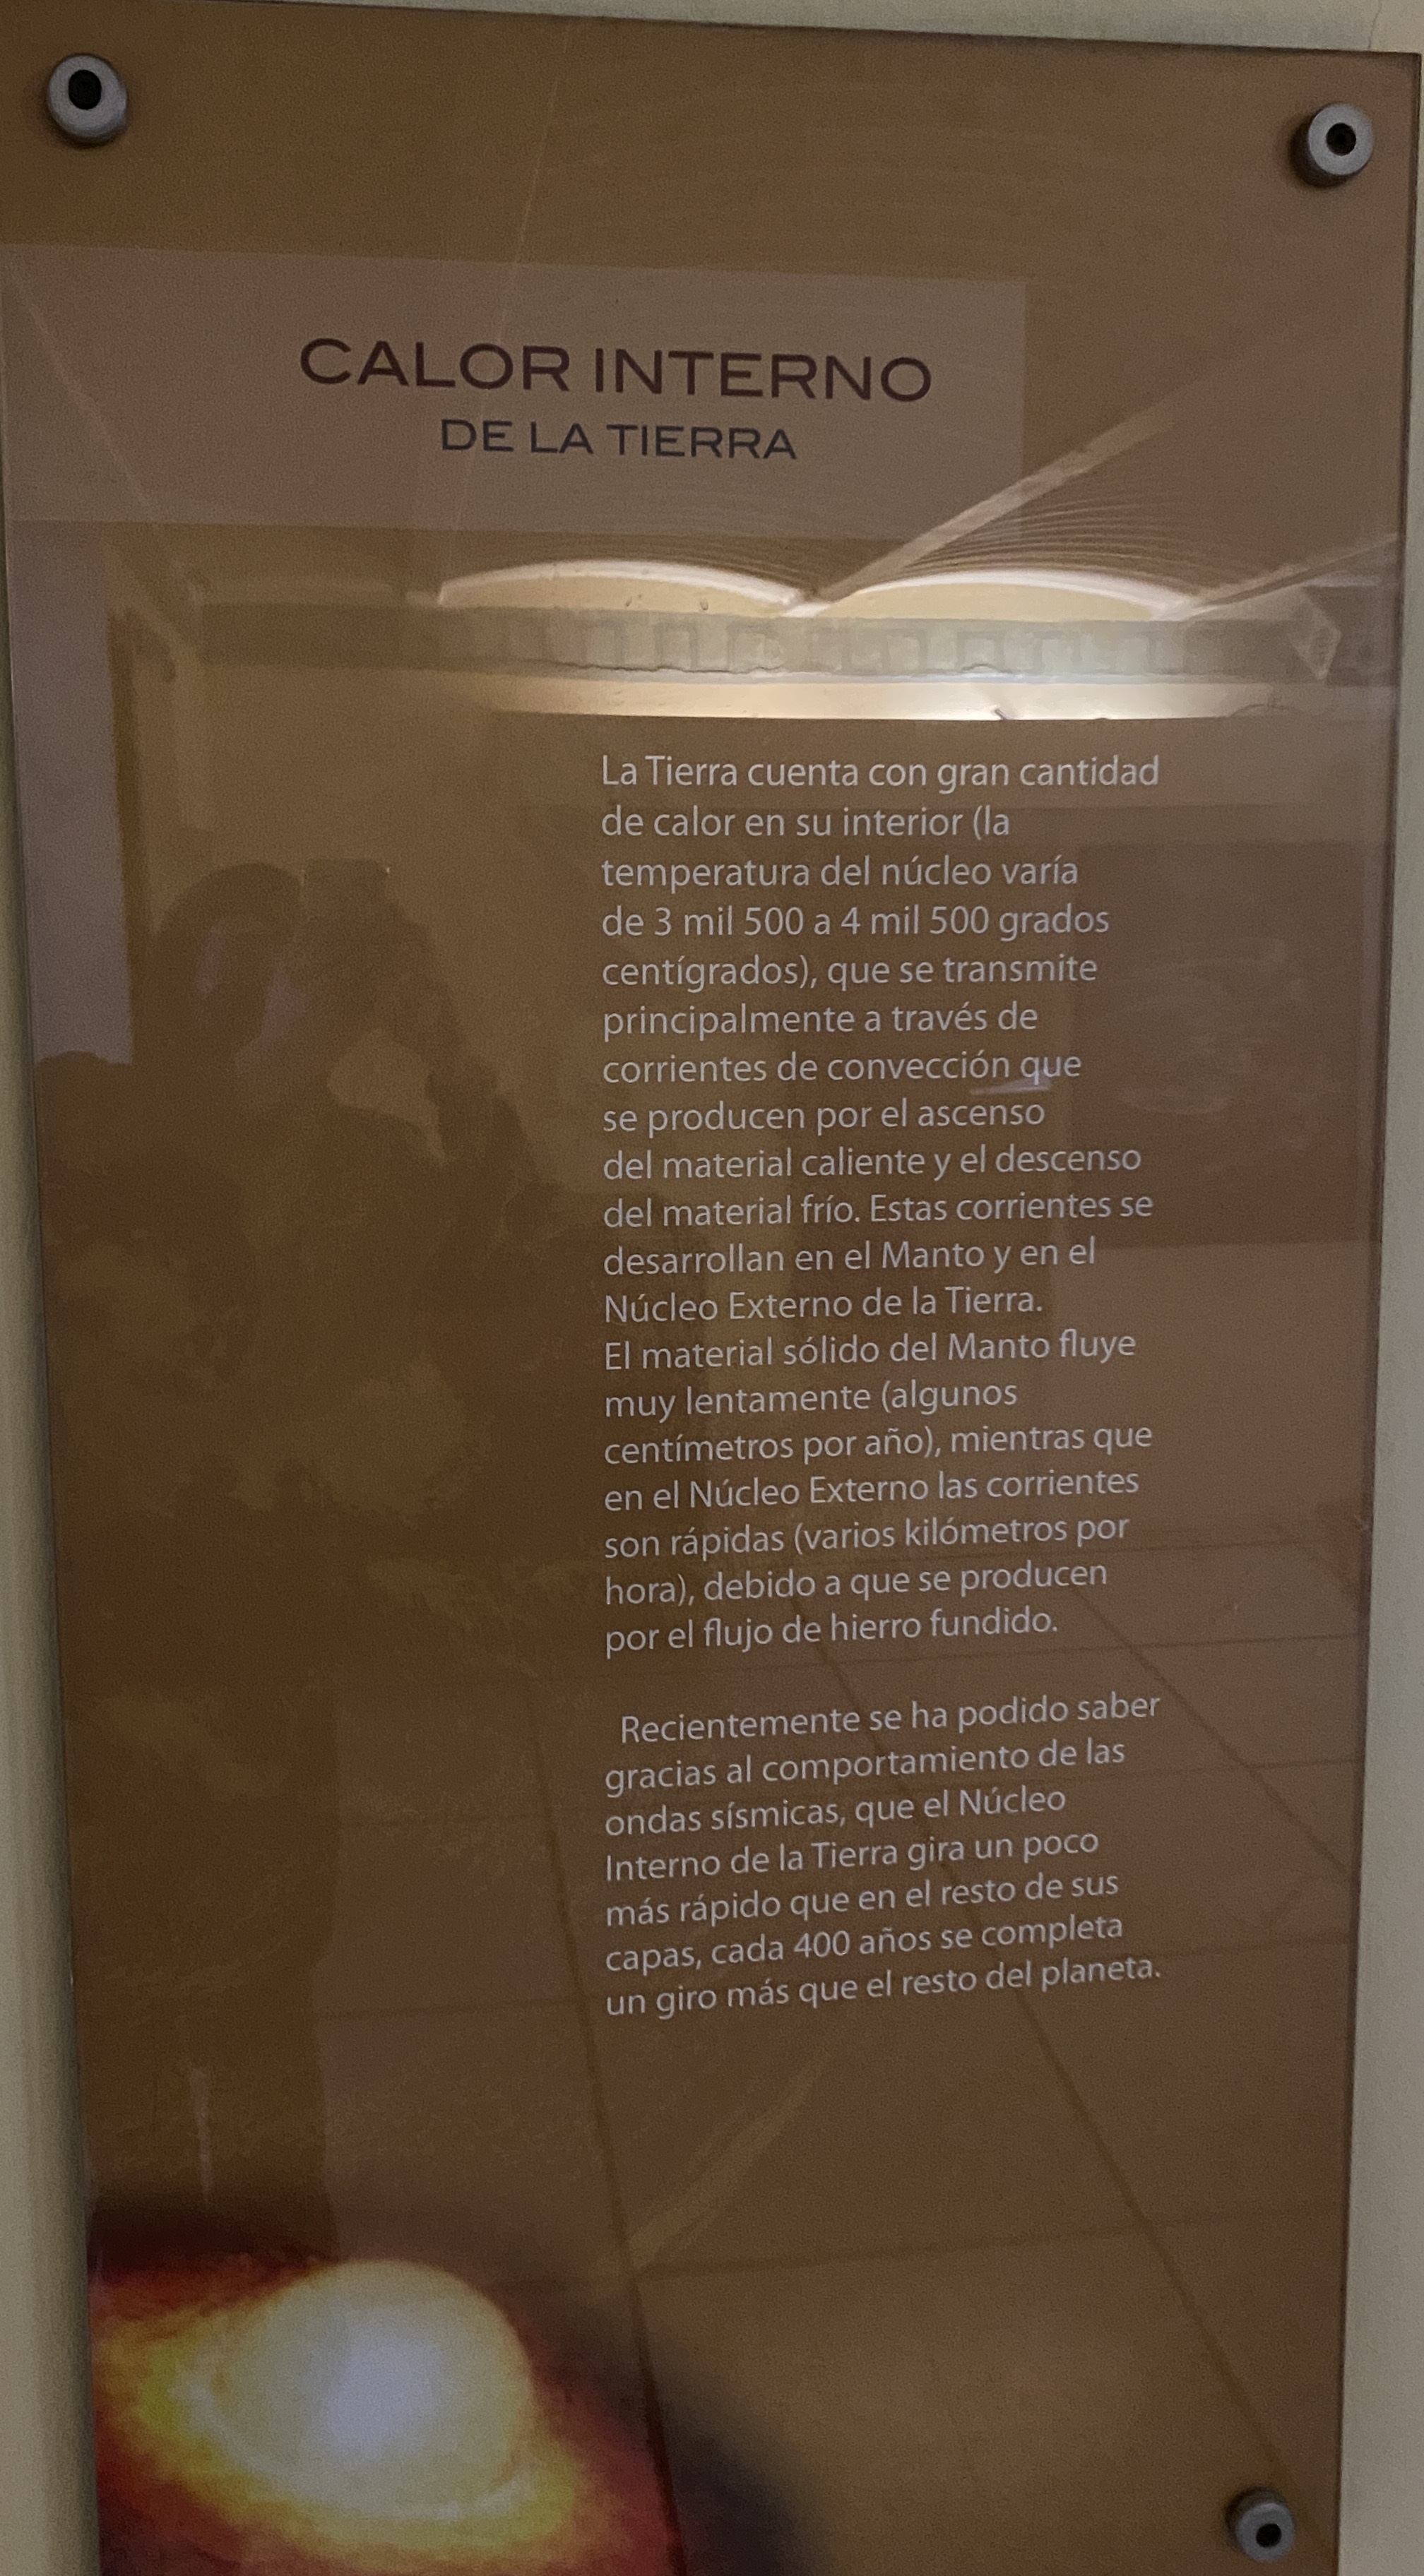 CALOR INTERNO
DE LA TIERRA
La Tierra cuenta con gran cantidad
de calor en su interior (la
temperatura del núcleo varía
de 3 mil 500 a 4 mil 500 grados
centígrados), que se transmite
principalmente a través de
corrientes de convección que
se producen por el ascenso
del material caliente y el descenso
del material frío. Estas corrientes se
desarrollan en el Manto y en el
Núcleo Externo de la Tierra.
El material sólido del Manto fluye
muy lentamente (algunos
centímetros por año), mientras que
en el Núcleo Externo las corrientes
son rápidas (varios kilómetros por
hora), debido a que se producen
por el flujo de hierro fundido.
Recientemente se ha podido saber
gracias al comportamiento de las
ondas sísmicas, que el Núcleo
Interno de la Tierra gira un poco
más rápido que en el resto de sus
capas, cada 400 años se completa
un giro más que el resto del planeta.